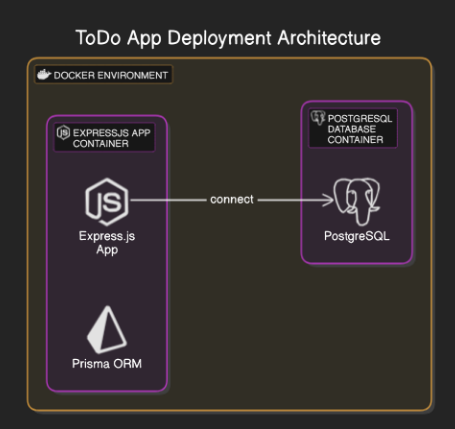 ToDo App Deployment Architecture
DOCKER ENVIRONMENT
EXPRESSJS APP
CONTAINER
JS
Express.js
App
Prisma ORM
connect
POSTGRESQL
DATABASE
CONTAINER
PostgreSQL